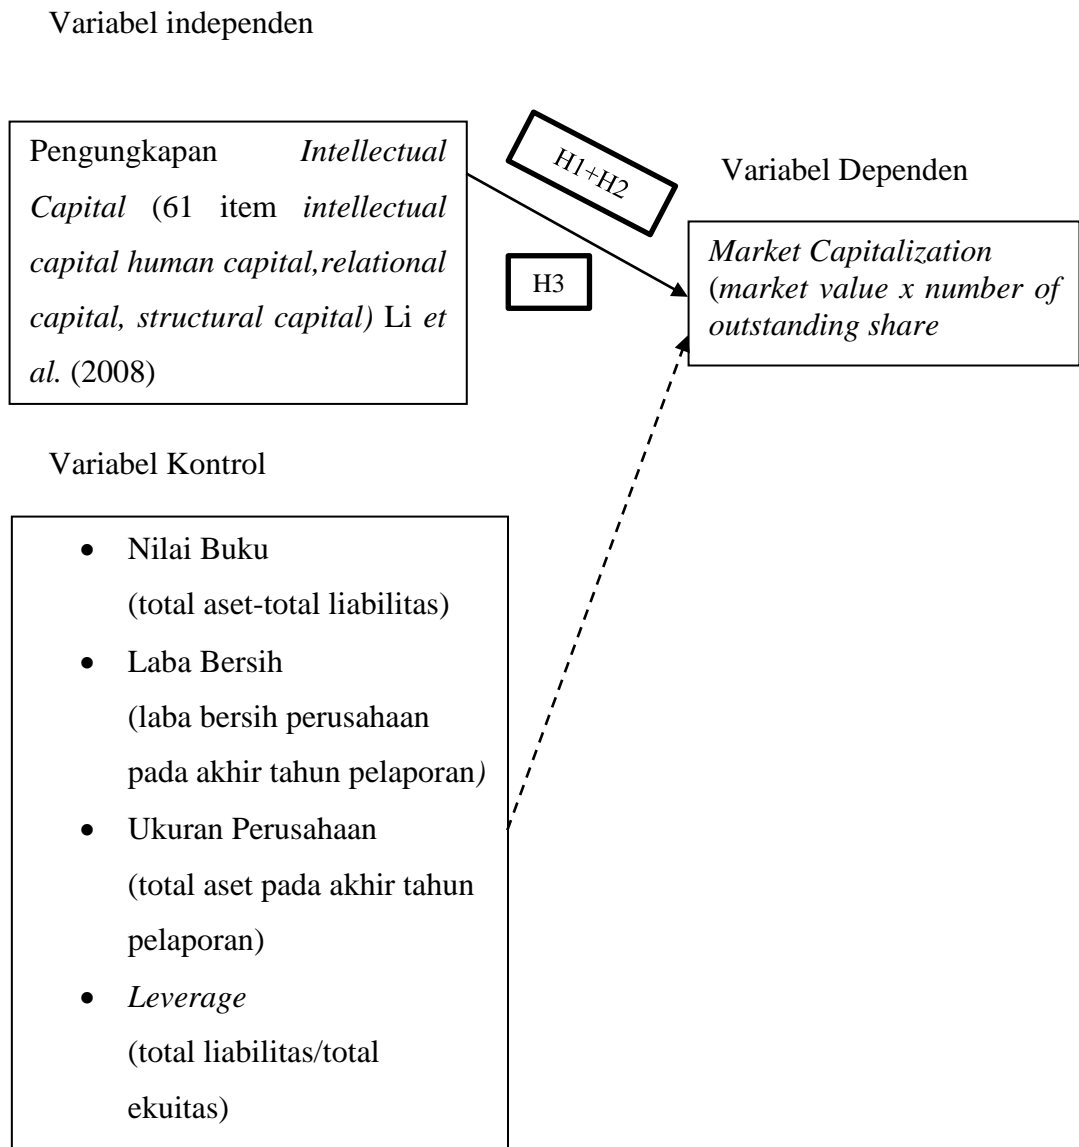 Variabel independen
Pengungkapan Intellectual
Capital (61 item intellectual
capital human capital,relational
capital, structural capital) Li et
al. (2008)
H1+H2
H3
Variabel Dependen
Market Capitalization
(market value x number of
outstanding share
Variabel Kontrol
• Nilai Buku
(total aset-total liabilitas)
• Laba Bersih
(laba bersih perusahaan
pada akhir tahun pelaporan)
• Ukuran Perusahaan
(total aset pada akhir tahun
pelaporan)
• Leverage
(total liabilitas/total
ekuitas)